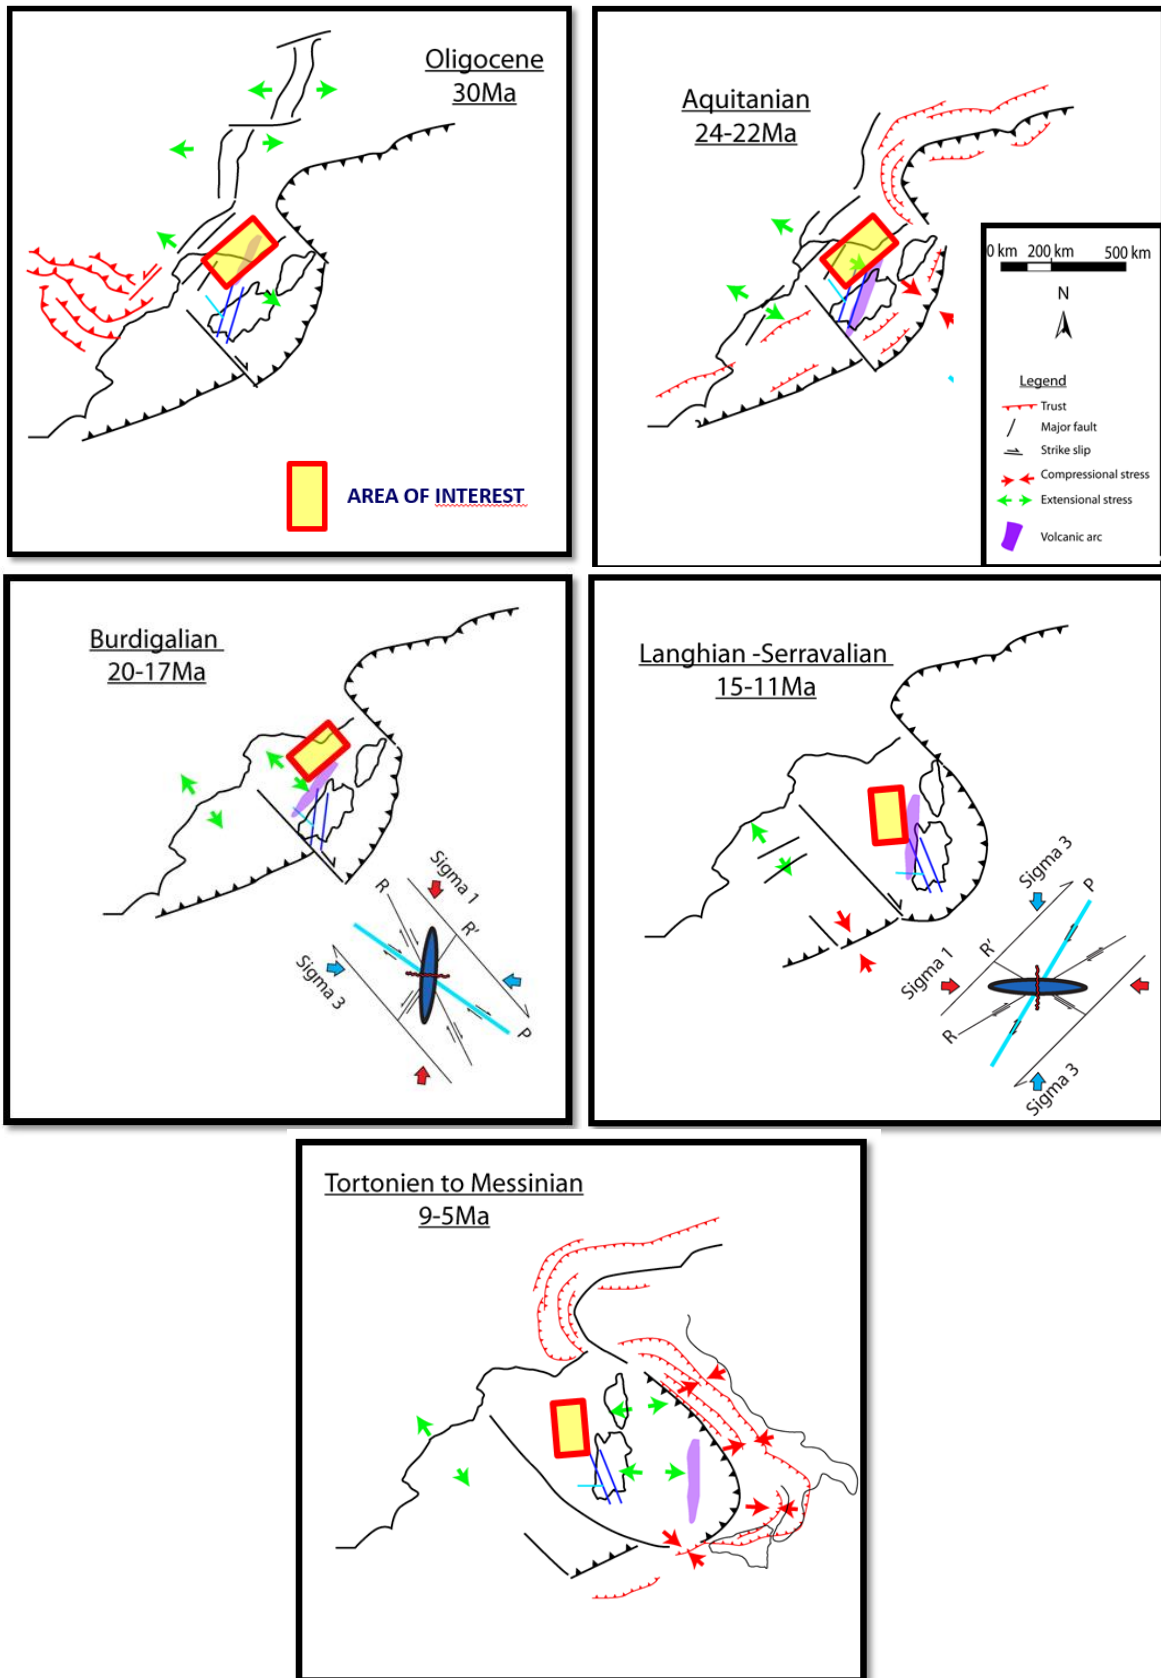 Oligocene
30Ma
AREA OF INTEREST
Aquitanian
24-22Ma
0 km 200 km 500 km
N
Legend
Trust
Major fault
Strike slip
Compressional stress
Extensional stress
Volcanic arc
Burdigalian
20-17Ma
Sigma 1
R
R'
Sigma 3
P
Langhian -Serravalian
15-11Ma
Sigma 3
P
R'
Sigma 1
R
Sigma 3
Tortonien to Messinian
9-5Ma